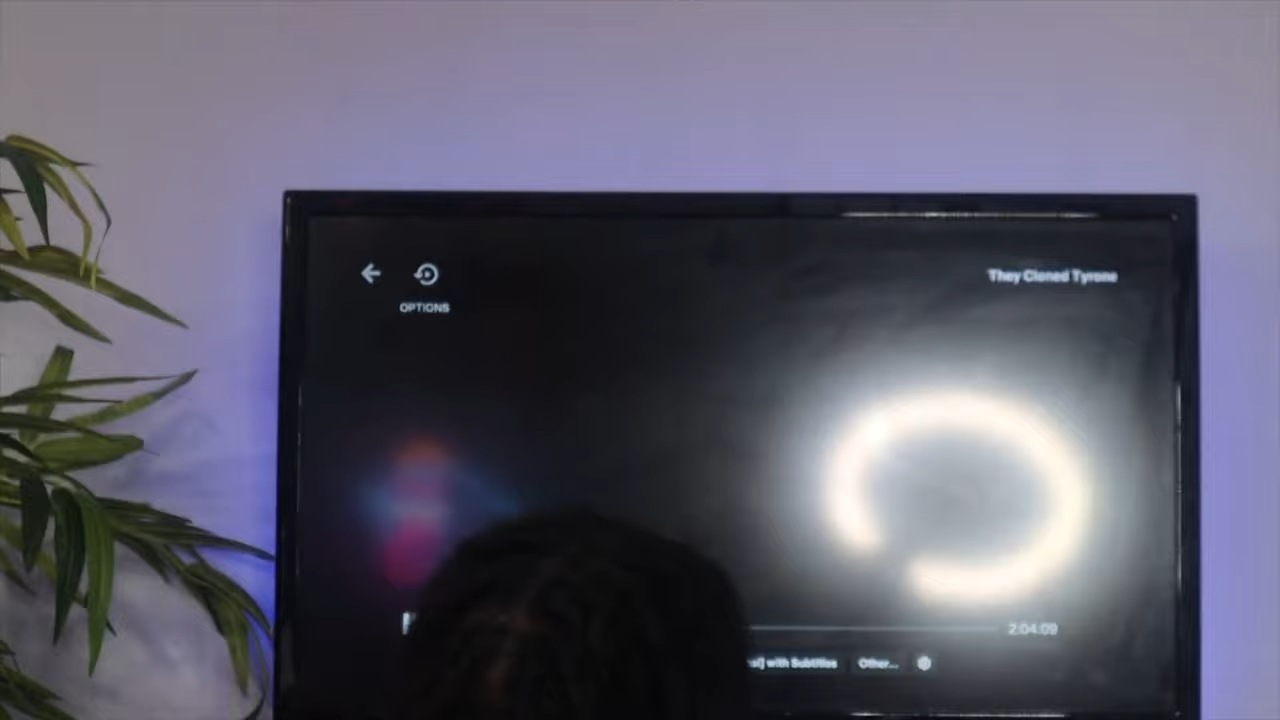 They Cloned Tyrone
OPTIONS
2:04:09
with Subtitles
Other...